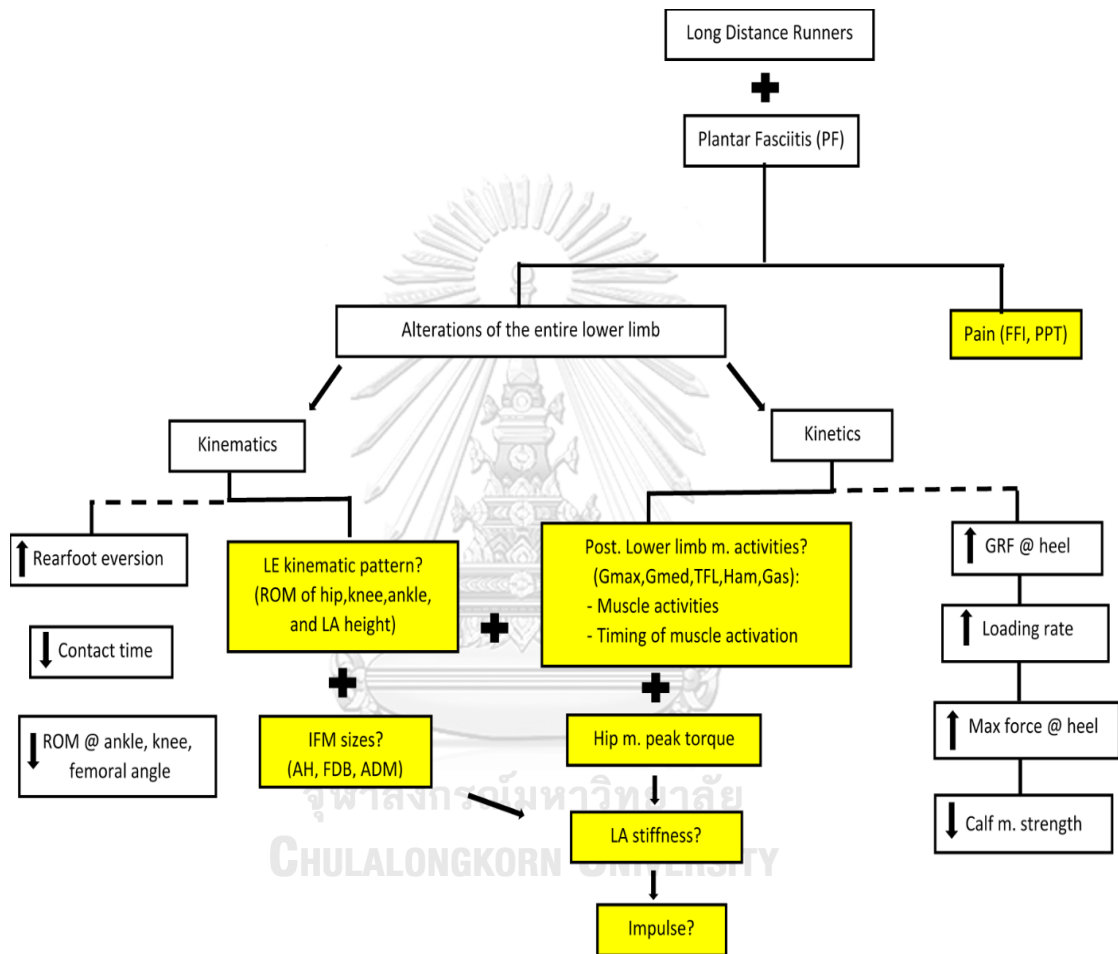 Long Distance Runners
Plantar Fasciitis (PF)
Alterations of the entire lower limb
Pain (FFI, PPT)
Kinematics
Kinetics
Rearfoot eversion
Contact time
ROM @ ankle, knee,
femoral angle
LE kinematic pattern?
(ROM of hip,knee,ankle,
and LA height)
IFM sizes?
(AH, FDB, ADM)
Post. Lower limb m. activities?
(Gmax,Gmed,TFL,Ham,Gas):
- Muscle activities
- Timing of muscle activation
Hip m. peak torque
LA stiffness?
Impulse?
GRF @ heel
Loading rate
Max force @ heel
Calf m. strength
จุฬาลงกรณ์มหาวิทยาลัย
CHULALONGKORN UNIVERSITY